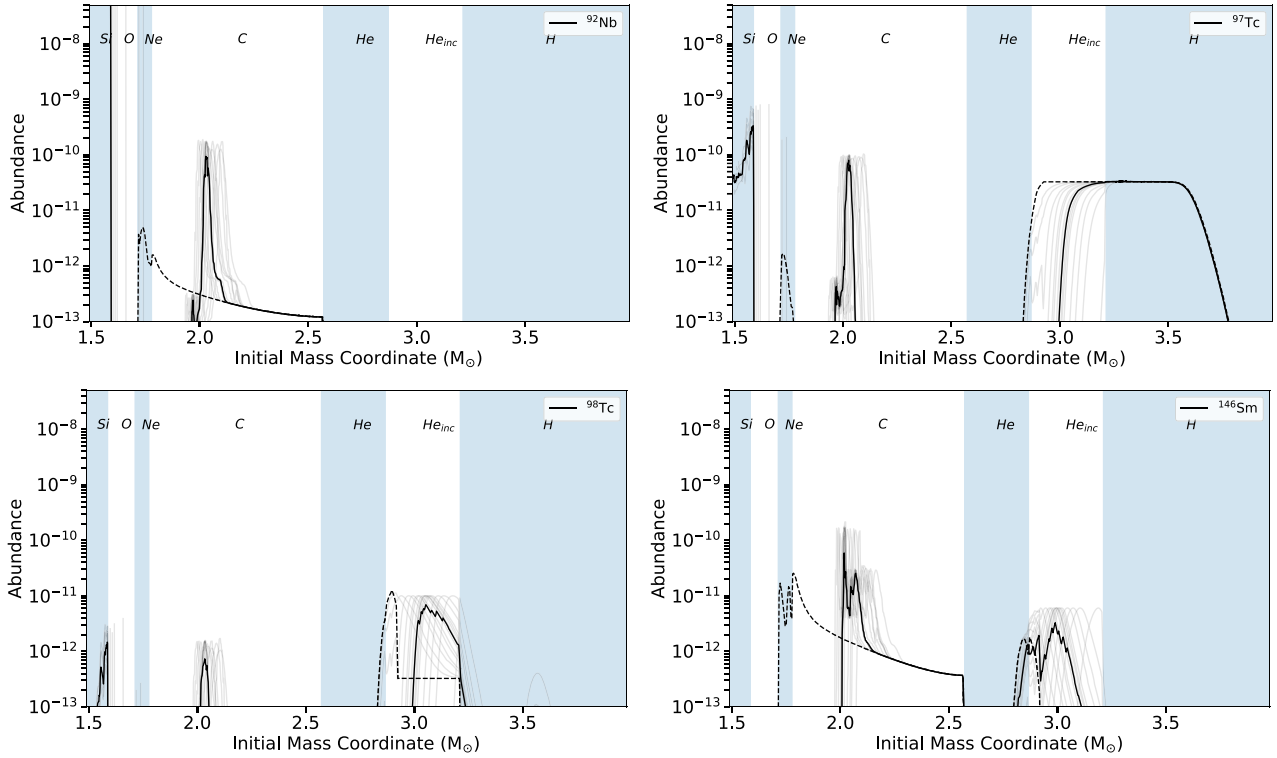 ⁹²Nb
Si O Ne C He He_inc H
10⁻⁸
10⁻⁹
10⁻¹⁰
10⁻¹¹
10⁻¹²
10⁻¹³
Abundance
1.5 2.0 2.5 3.0 3.5
Initial Mass Coordinate (M☉)
⁹⁷Tc
Si O Ne C He He_inc H
10⁻⁸
10⁻⁹
10⁻¹⁰
10⁻¹¹
10⁻¹²
10⁻¹³
Abundance
1.5 2.0 2.5 3.0 3.5
Initial Mass Coordinate (M☉)
⁹⁸Tc
Si O Ne C He He_inc H
10⁻⁸
10⁻⁹
10⁻¹⁰
10⁻¹¹
10⁻¹²
10⁻¹³
Abundance
1.5 2.0 2.5 3.0 3.5
Initial Mass Coordinate (M☉)
¹⁴⁶Sm
Si O Ne C He He_inc H
10⁻⁸
10⁻⁹
10⁻¹⁰
10⁻¹¹
10⁻¹²
10⁻¹³
Abundance
1.5 2.0 2.5 3.0 3.5
Initial Mass Coordinate (M☉)